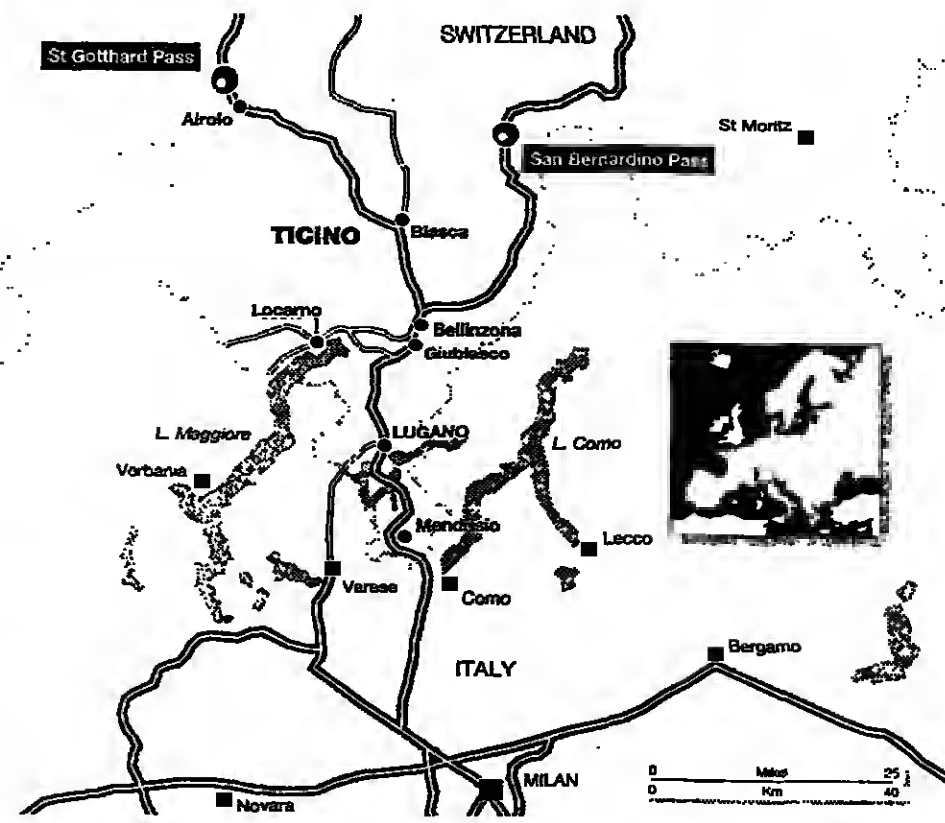 SWITZERLAND
St Gotthard Pass
Airolo
St Moritz
San Bernardino Pass
TICINO
Biasca
Locarno
Bellinzona
Giubiasco
L. Maggiore
LUGANO
L. Como
Verbania
Mendrisio
Lecco
Varese
Como
Bergamo
ITALY
0 Miles 25
0 Km 40
MILAN
Novara